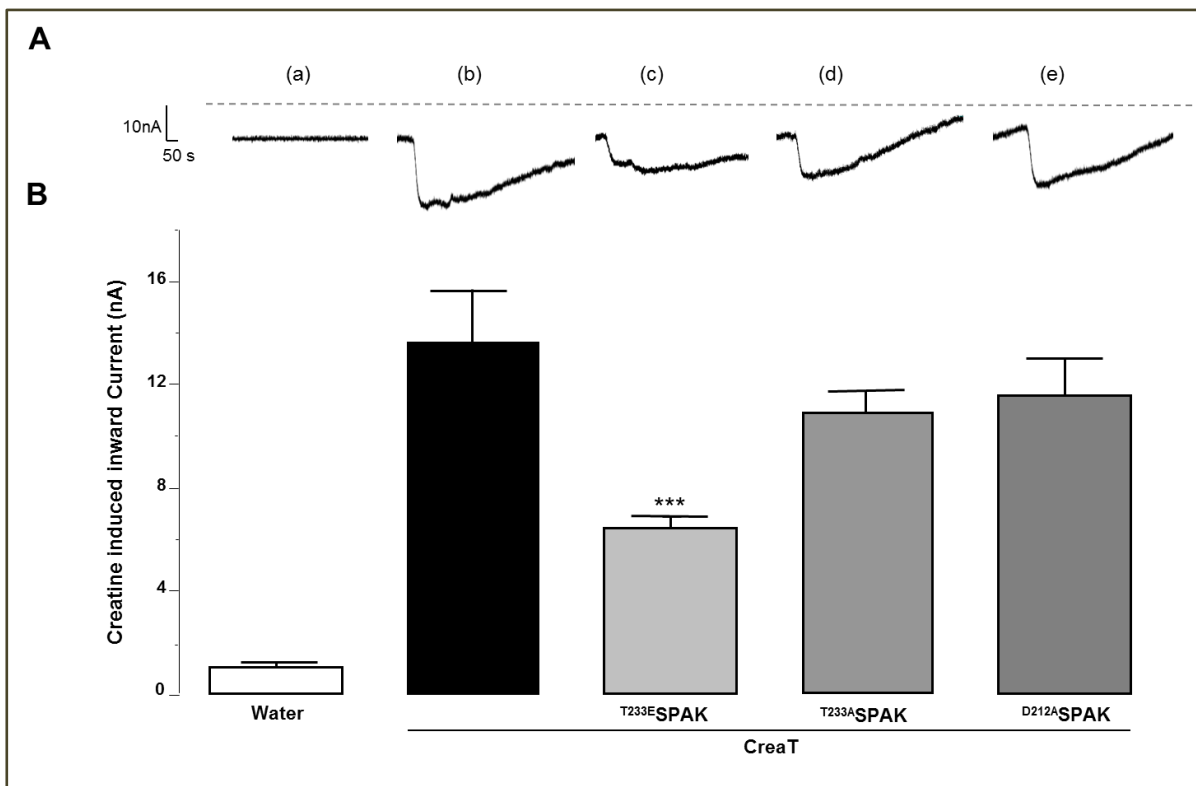 A
(a) (b) (c) (d) (e)
10nA
50 s
B
Creatine induced inward Current (nA)
16
12
8
4
0
***
Water T233ESPAK T233ASPAK D212ASPAK
CreaT